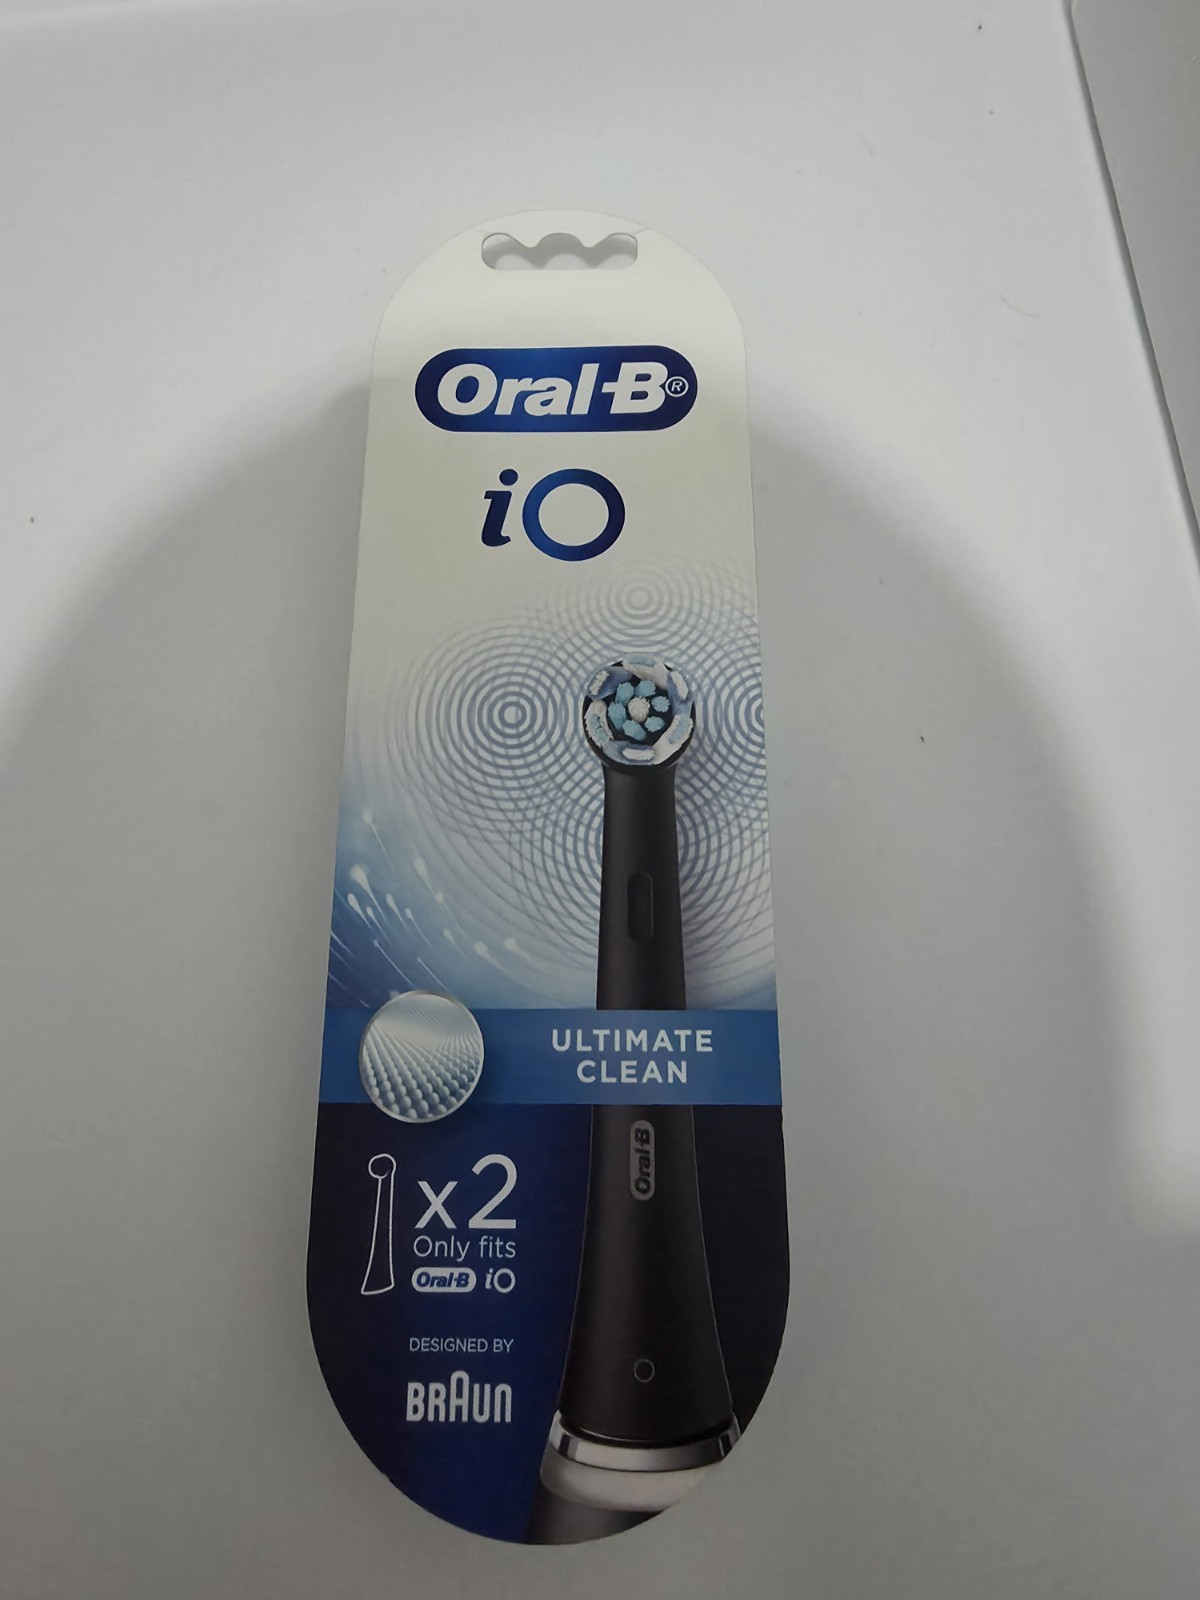 Oral-B®
iO
ULTIMATE
CLEAN
Oral-B
x2
Only fits
Oral-B iO
DESIGNED BY
BRAUN